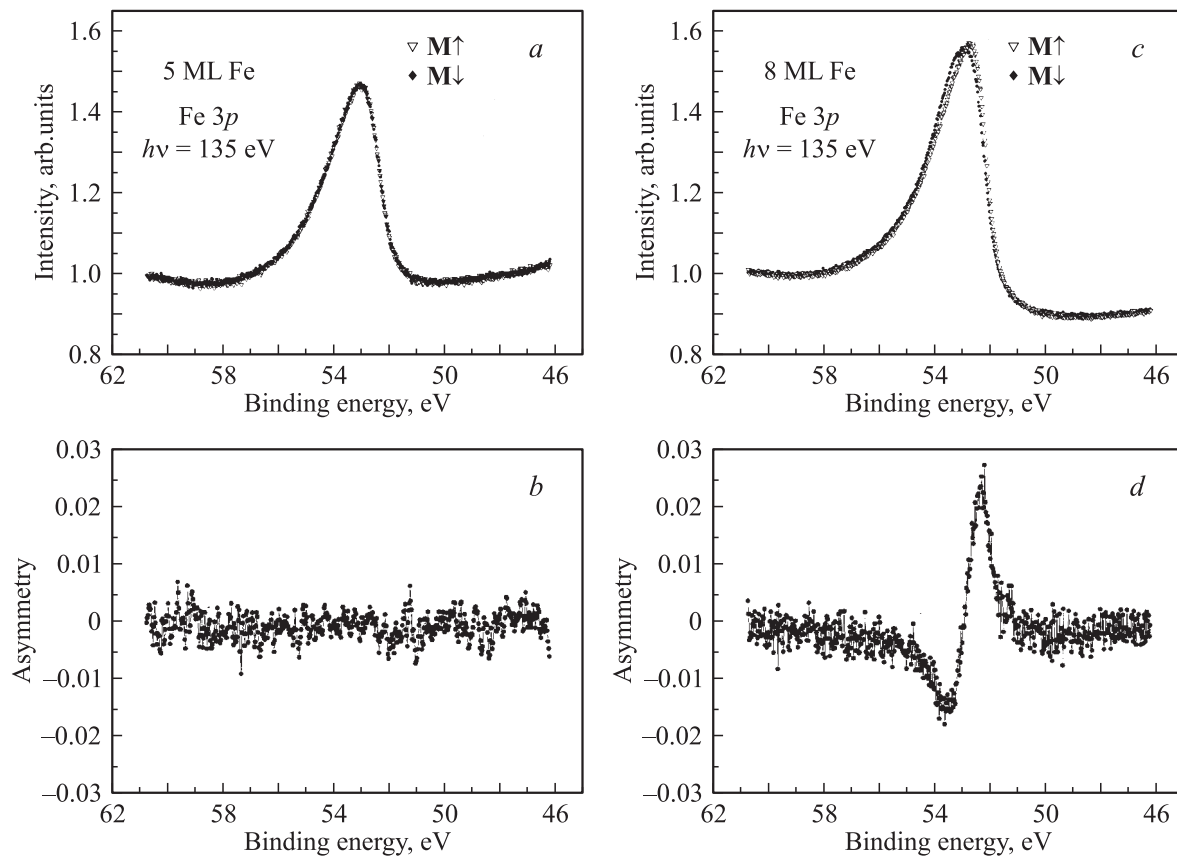 1.6
1.4
1.2
1.0
0.8
Intensity, arb.units
5 ML Fe
Fe 3p
hν = 135 eV
▿ M↑
♦ M↓
a
62
58
54
50
46
Binding energy, eV
1.6
1.4
1.2
1.0
0.8
Intensity, arb.units
8 ML Fe
Fe 3p
hν = 135 eV
▿ M↑
♦ M↓
c
62
58
54
50
46
Binding energy, eV
0.03
0.02
0.01
0
–0.01
–0.02
–0.03
Asymmetry
b
62
58
54
50
46
Binding energy, eV
0.03
0.02
0.01
0
–0.01
–0.02
–0.03
Asymmetry
d
62
58
54
50
46
Binding energy, eV